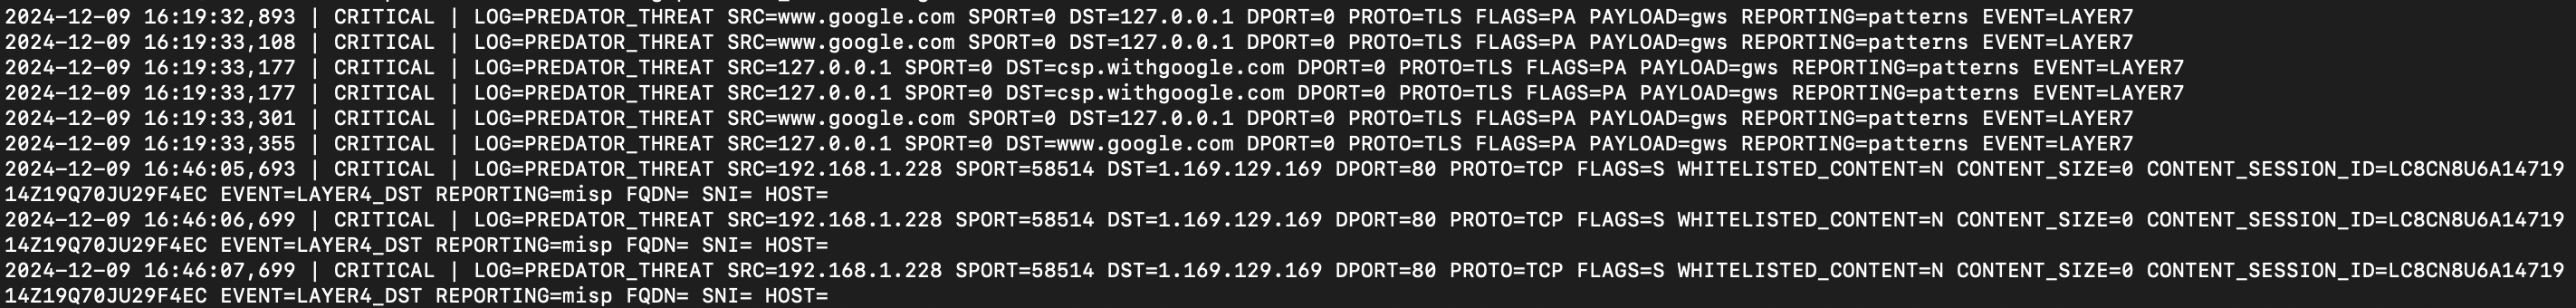 2024-12-09 16:19:32,893 | CRITICAL | LOG=PREDATOR_THREAT SRC=www.google.com SPORT=0 DST=127.0.0.1 DPORT=0 PROTO=TLS FLAGS=PA PAYLOAD=gws REPORTING=patterns EVENT=LAYER7
2024-12-09 16:19:33,108 | CRITICAL | LOG=PREDATOR_THREAT SRC=www.google.com SPORT=0 DST=127.0.0.1 DPORT=0 PROTO=TLS FLAGS=PA PAYLOAD=gws REPORTING=patterns EVENT=LAYER7
2024-12-09 16:19:33,177 | CRITICAL | LOG=PREDATOR_THREAT SRC=127.0.0.1 SPORT=0 DST=csp.withgoogle.com DPORT=0 PROTO=TLS FLAGS=PA PAYLOAD=gws REPORTING=patterns EVENT=LAYER7
2024-12-09 16:19:33,177 | CRITICAL | LOG=PREDATOR_THREAT SRC=127.0.0.1 SPORT=0 DST=csp.withgoogle.com DPORT=0 PROTO=TLS FLAGS=PA PAYLOAD=gws REPORTING=patterns EVENT=LAYER7
2024-12-09 16:19:33,301 | CRITICAL | LOG=PREDATOR_THREAT SRC=www.google.com SPORT=0 DST=127.0.0.1 DPORT=0 PROTO=TLS FLAGS=PA PAYLOAD=gws REPORTING=patterns EVENT=LAYER7
2024-12-09 16:19:33,355 | CRITICAL | LOG=PREDATOR_THREAT SRC=127.0.0.1 SPORT=0 DST=www.google.com DPORT=0 PROTO=TLS FLAGS=PA PAYLOAD=gws REPORTING=patterns EVENT=LAYER7
2024-12-09 16:46:05,693 | CRITICAL | LOG=PREDATOR_THREAT SRC=192.168.1.228 SPORT=58514 DST=1.169.129.169 DPORT=80 PROTO=TCP FLAGS=S WHITELISTED_CONTENT=N CONTENT_SIZE=0 CONTENT_SESSION_ID=LC8CN8U6A14719
14Z19Q70JU29F4EC EVENT=LAYER4_DST REPORTING=misp FQDN= SNI= HOST=
2024-12-09 16:46:06,699 | CRITICAL | LOG=PREDATOR_THREAT SRC=192.168.1.228 SPORT=58514 DST=1.169.129.169 DPORT=80 PROTO=TCP FLAGS=S WHITELISTED_CONTENT=N CONTENT_SIZE=0 CONTENT_SESSION_ID=LC8CN8U6A14719
14Z19Q70JU29F4EC EVENT=LAYER4_DST REPORTING=misp FQDN= SNI= HOST=
2024-12-09 16:46:07,699 | CRITICAL | LOG=PREDATOR_THREAT SRC=192.168.1.228 SPORT=58514 DST=1.169.129.169 DPORT=80 PROTO=TCP FLAGS=S WHITELISTED_CONTENT=N CONTENT_SIZE=0 CONTENT_SESSION_ID=LC8CN8U6A14719
14Z19Q70JU29F4EC EVENT=LAYER4_DST REPORTING=misp FQDN= SNI= HOST=